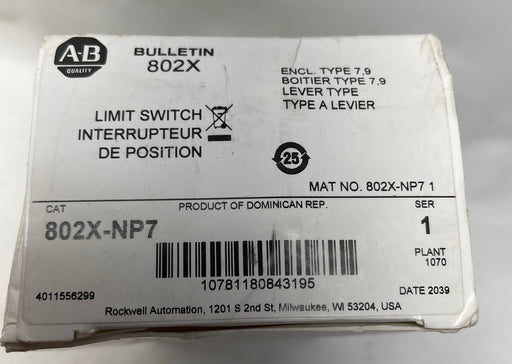 A-B
QUALITY
BULLETIN
802X
ENCL. TYPE 7,9
BOITIER TYPE 7,9
LEVER TYPE
TYPE A LEVIER
LIMIT SWITCH
INTERRUPTEUR
DE POSITION
25
MAT NO. 802X-NP7 1
CAT
PRODUCT OF DOMINICAN REP.
SER
802X-NP7
1
PLANT
1070
10781180843195
4011556299
DATE 2039
Rockwell Automation, 1201 S 2nd St, Milwaukee, WI 53204, USA